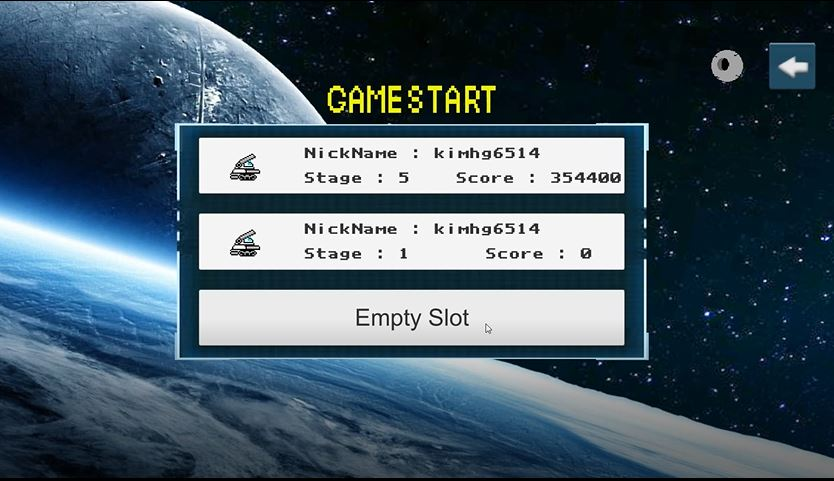 GAMESTART
NickName : kimhg6514
Stage : 5 Score : 354400
NickName : kimhg6514
Stage : 1 Score : 0
Empty Slot